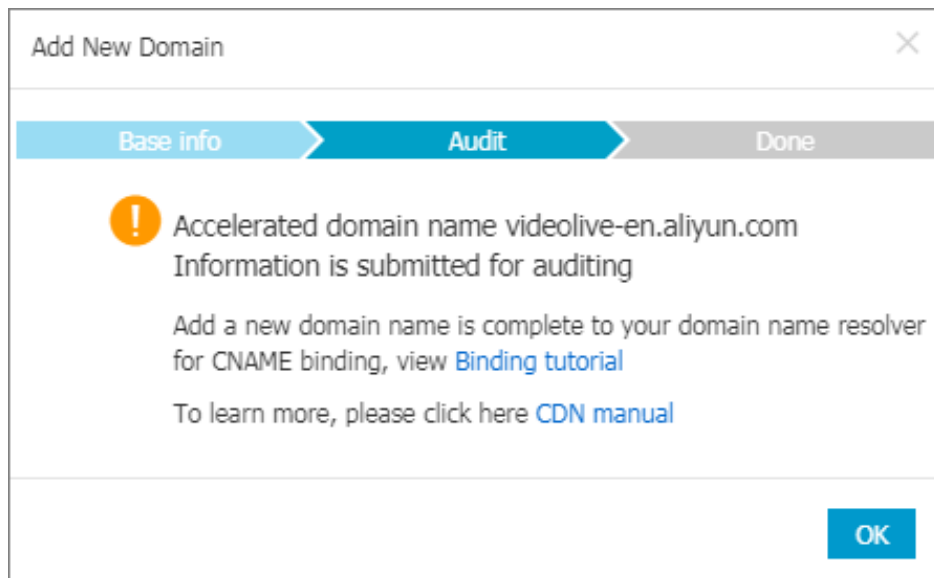 Add New Domain
Base info
Audit
Done
Accelerated domain name videolive-en.aliyun.com
Information is submitted for auditing
Add a new domain name is complete to your domain name resolver
for CNAME binding, view Binding tutorial
To learn more, please click here CDN manual
OK